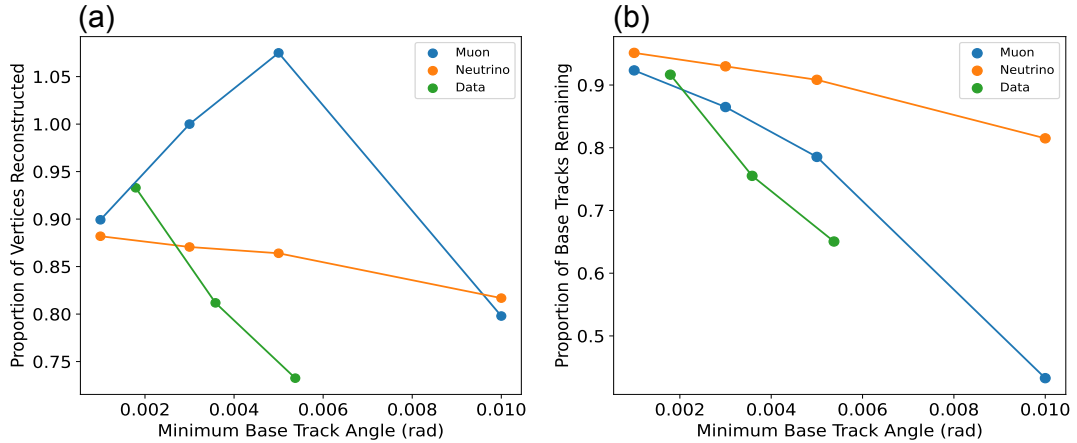 (a)
Proportion of Vertices Reconstructed
1.05
1.00
0.95
0.90
0.85
0.80
0.75
Muon
Neutrino
Data
0.002
0.004
0.006
0.008
0.010
Minimum Base Track Angle (rad)
(b)
Proportion of Base Tracks Remaining
0.9
0.8
0.7
0.6
0.5
Muon
Neutrino
Data
0.002
0.004
0.006
0.008
0.010
Minimum Base Track Angle (rad)